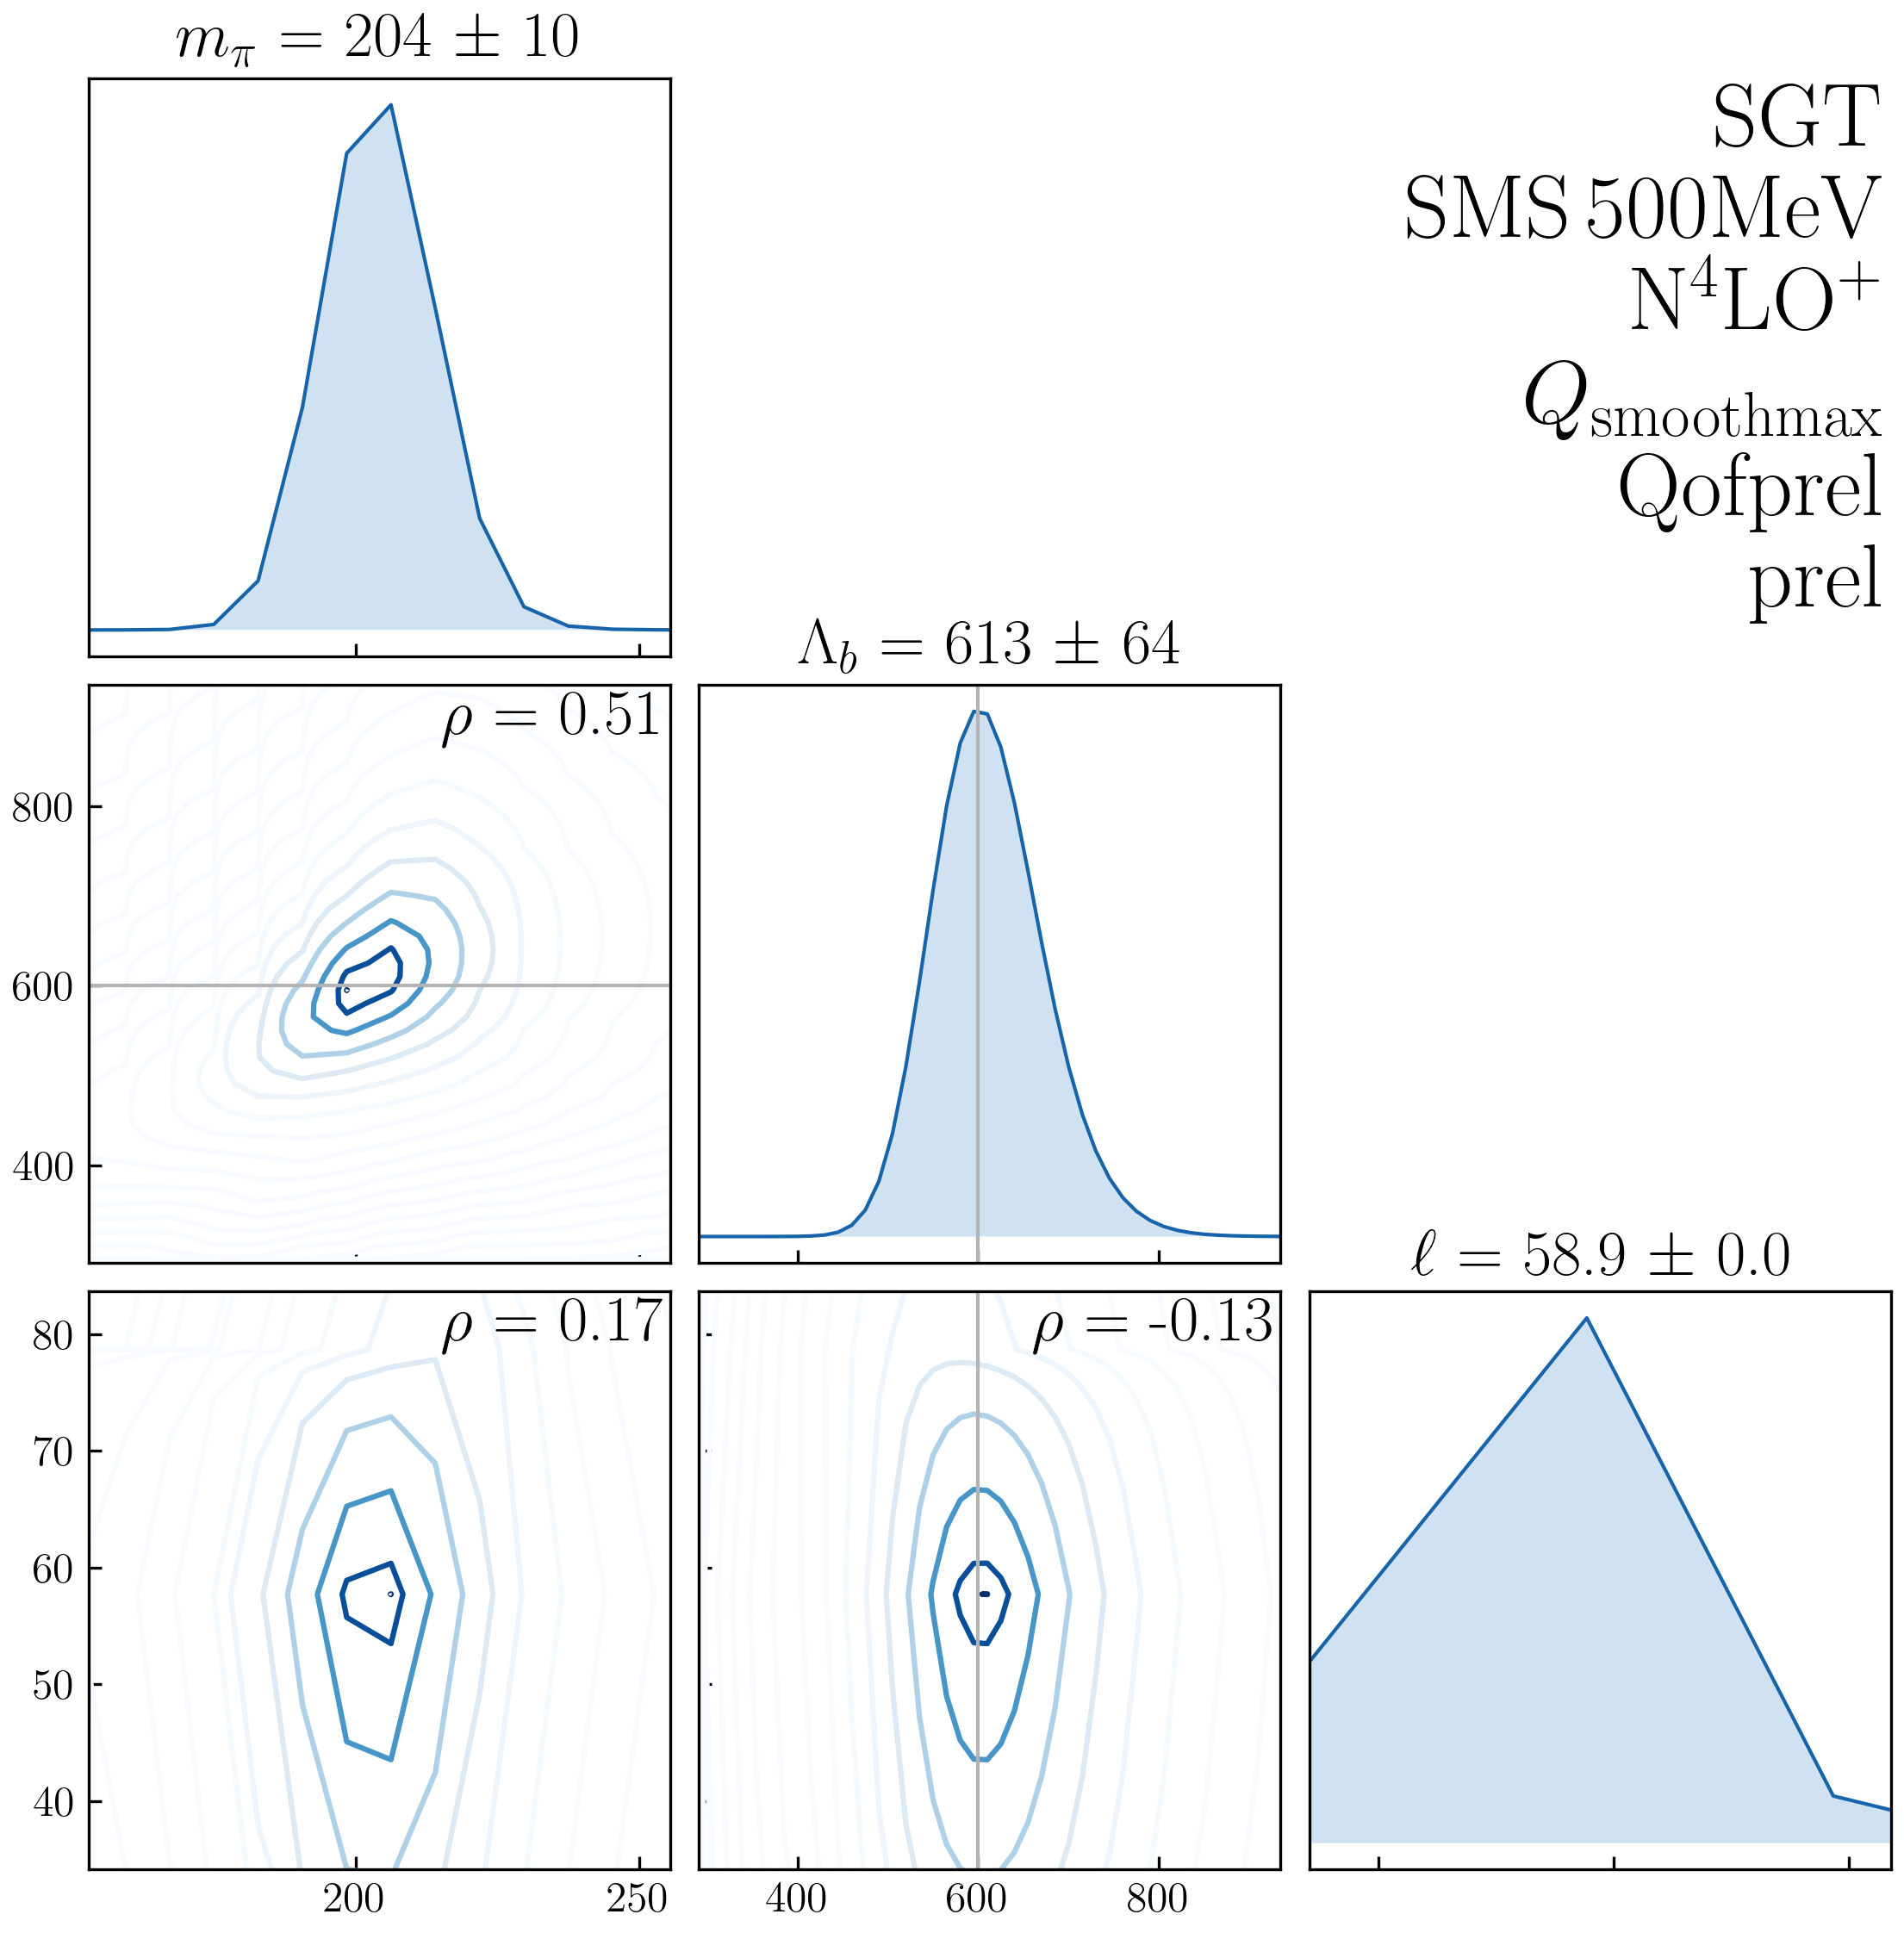 m_π = 204 ± 10
SGT
SMS 500MeV
N⁴LO⁺
Q_smoothmax
Qofprel
prel
Λ_b = 613 ± 64
ρ = 0.51
800
600
400
ℓ = 58.9 ± 0.0
ρ = 0.17
ρ = -0.13
80
70
60
50
40
200 250
400 600 800